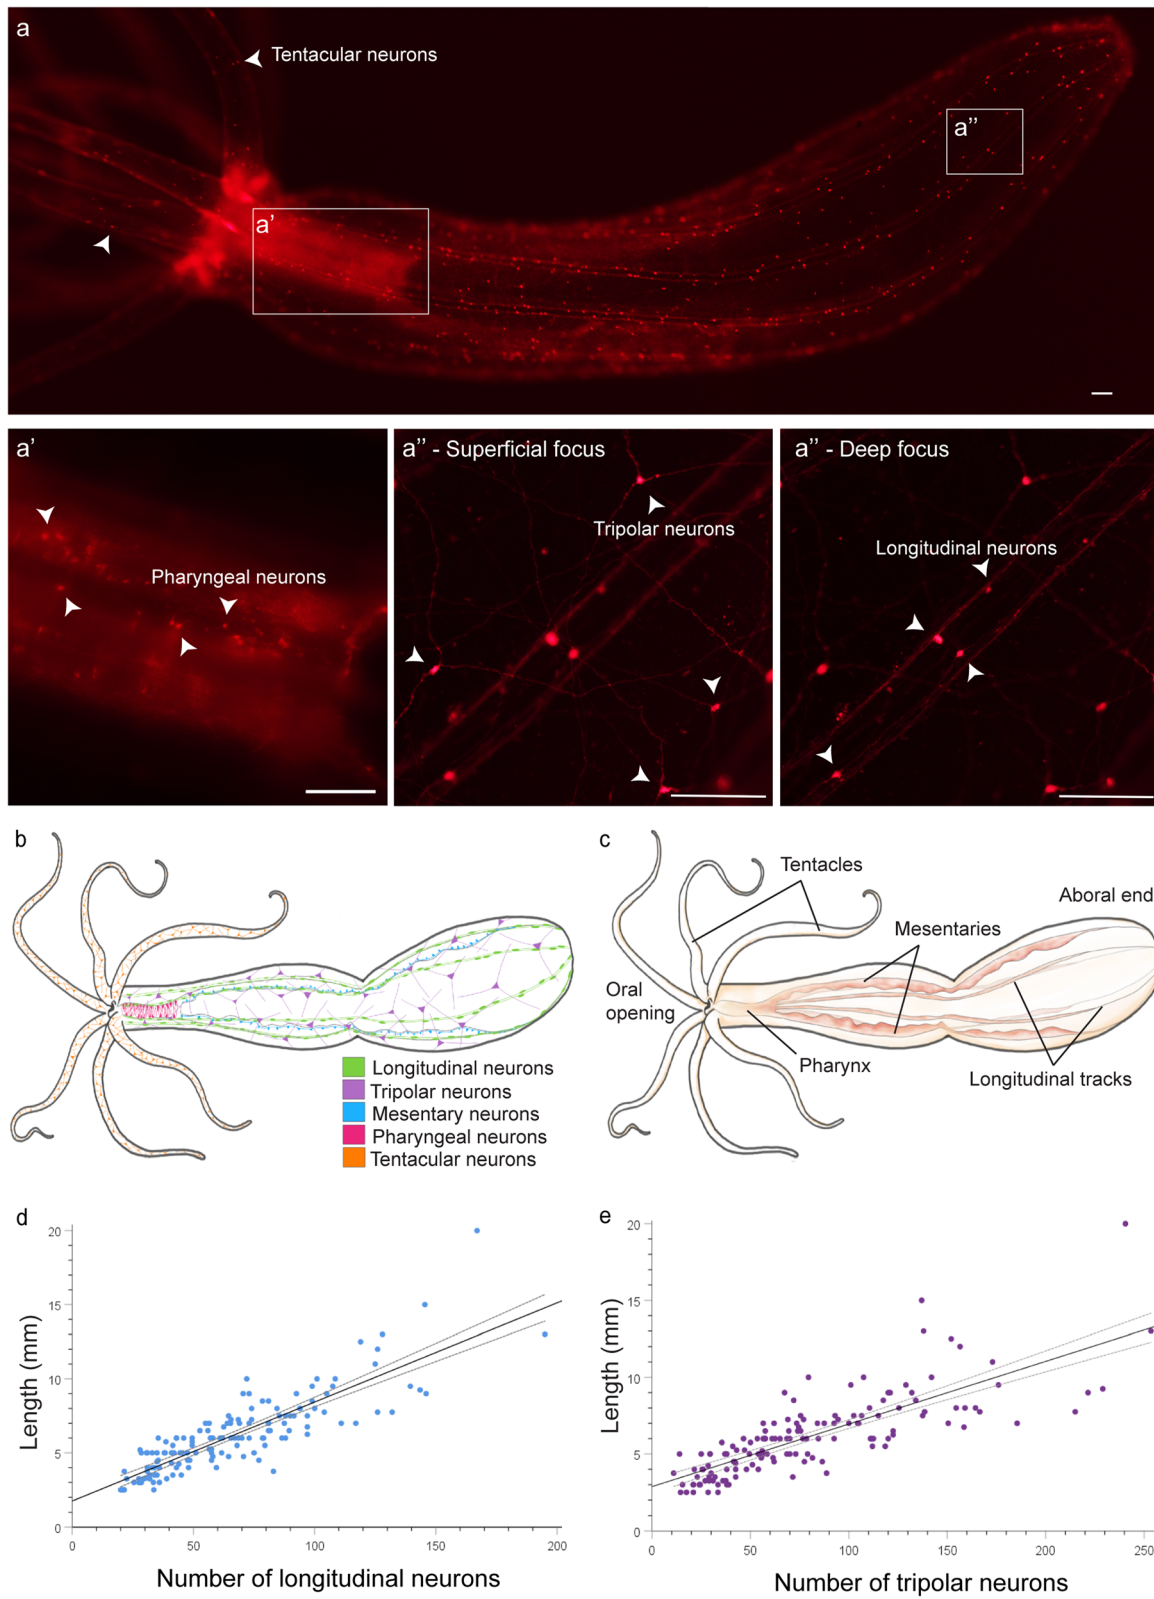 a
Tentacular neurons
a''
a'
a'
Pharyngeal neurons
a'' - Superficial focus
Tripolar neurons
a'' - Deep focus
Longitudinal neurons
b
Longitudinal neurons
Tripolar neurons
Mesentary neurons
Pharyngeal neurons
Tentacular neurons
c
Tentacles
Aboral end
Mesentaries
Oral
opening
Pharynx
Longitudinal tracks
d
Length (mm)
20
15
10
5
0
0 50 100 150 200
Number of longitudinal neurons
e
Length (mm)
20
15
10
5
0
0 50 100 150 200 250
Number of tripolar neurons